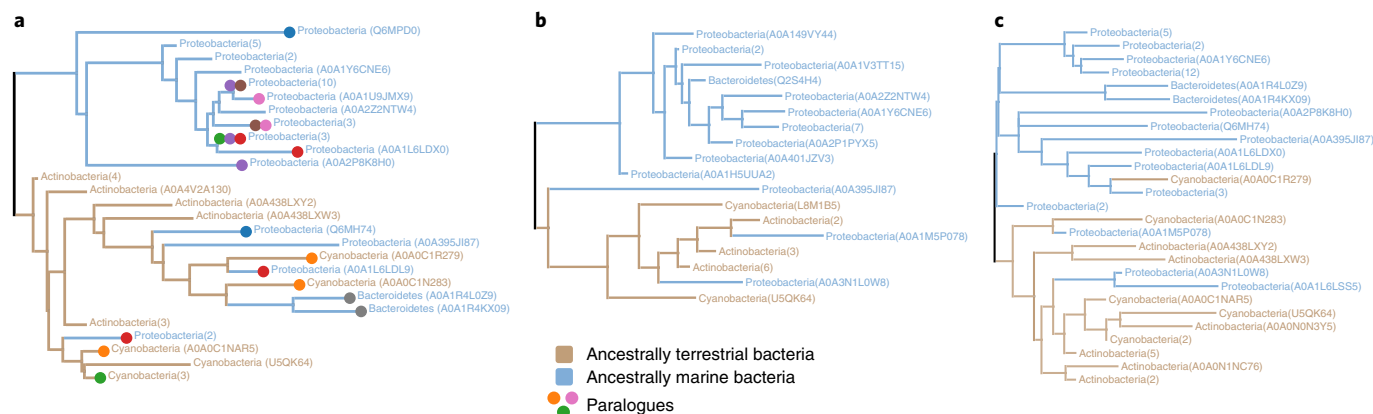 a
Proteobacteria (Q6MPD0)
Proteobacteria(5)
Proteobacteria(2)
Proteobacteria (A0A1Y6CNE6)
Proteobacteria(10)
Proteobacteria (A0A1U9JMX9)
Proteobacteria (A0A2Z2NTW4)
Proteobacteria(3)
Proteobacteria(3)
Proteobacteria (A0A1L6LDX0)
Proteobacteria (A0A2P8K8H0)
Actinobacteria(4)
Actinobacteria (A0A4V2A130)
Actinobacteria (A0A438LXY2)
Actinobacteria (A0A438LXW3)
Proteobacteria (Q6MH74)
Proteobacteria (A0A395JI87)
Cyanobacteria (A0A0C1R279)
Proteobacteria (A0A1L6LDL9)
Cyanobacteria (A0A0C1N283)
Bacteroidetes (A0A1R4L0Z9)
Bacteroidetes (A0A1R4KX09)
Actinobacteria(3)
Proteobacteria(2)
Cyanobacteria (A0A0C1NAR5)
Cyanobacteria (U5QK64)
Cyanobacteria(3)
b
Proteobacteria(A0A149VY44)
Proteobacteria(2)
Proteobacteria(A0A1V3TT15)
Bacteroidetes(Q2S4H4)
Proteobacteria(A0A2Z2NTW4)
Proteobacteria(A0A1Y6CNE6)
Proteobacteria(7)
Proteobacteria(A0A2P1PYX5)
Proteobacteria(A0A401JZV3)
Proteobacteria(A0A1H5UUA2)
Proteobacteria(A0A395JI87)
Cyanobacteria(L8M1B5)
Actinobacteria(2)
Proteobacteria(A0A1M5P078)
Actinobacteria(3)
Actinobacteria(6)
Proteobacteria(A0A3N1L0W8)
Cyanobacteria(U5QK64)
Ancestrally terrestrial bacteria
Ancestrally marine bacteria
Paralogues
c
Proteobacteria(5)
Proteobacteria(2)
Proteobacteria(A0A1Y6CNE6)
Proteobacteria(12)
Bacteroidetes(A0A1R4L0Z9)
Bacteroidetes(A0A1R4KX09)
Proteobacteria(A0A2P8K8H0)
Proteobacteria(Q6MH74)
Proteobacteria(A0A395JI87)
Proteobacteria(A0A1L6LDX0)
Proteobacteria(A0A1L6LDL9)
Cyanobacteria(A0A0C1R279)
Proteobacteria(3)
Proteobacteria(2)
Cyanobacteria(A0A0C1N283)
Proteobacteria(A0A1M5P078)
Actinobacteria(A0A438LXY2)
Actinobacteria(A0A438LXW3)
Proteobacteria(A0A3N1L0W8)
Proteobacteria(A0A1L6LSS5)
Cyanobacteria(A0A0C1NAR5)
Cyanobacteria(U5QK64)
Actinobacteria(A0A0N0N3Y5)
Cyanobacteria(2)
Actinobacteria(5)
Actinobacteria(A0A0N1NC76)
Actinobacteria(2)